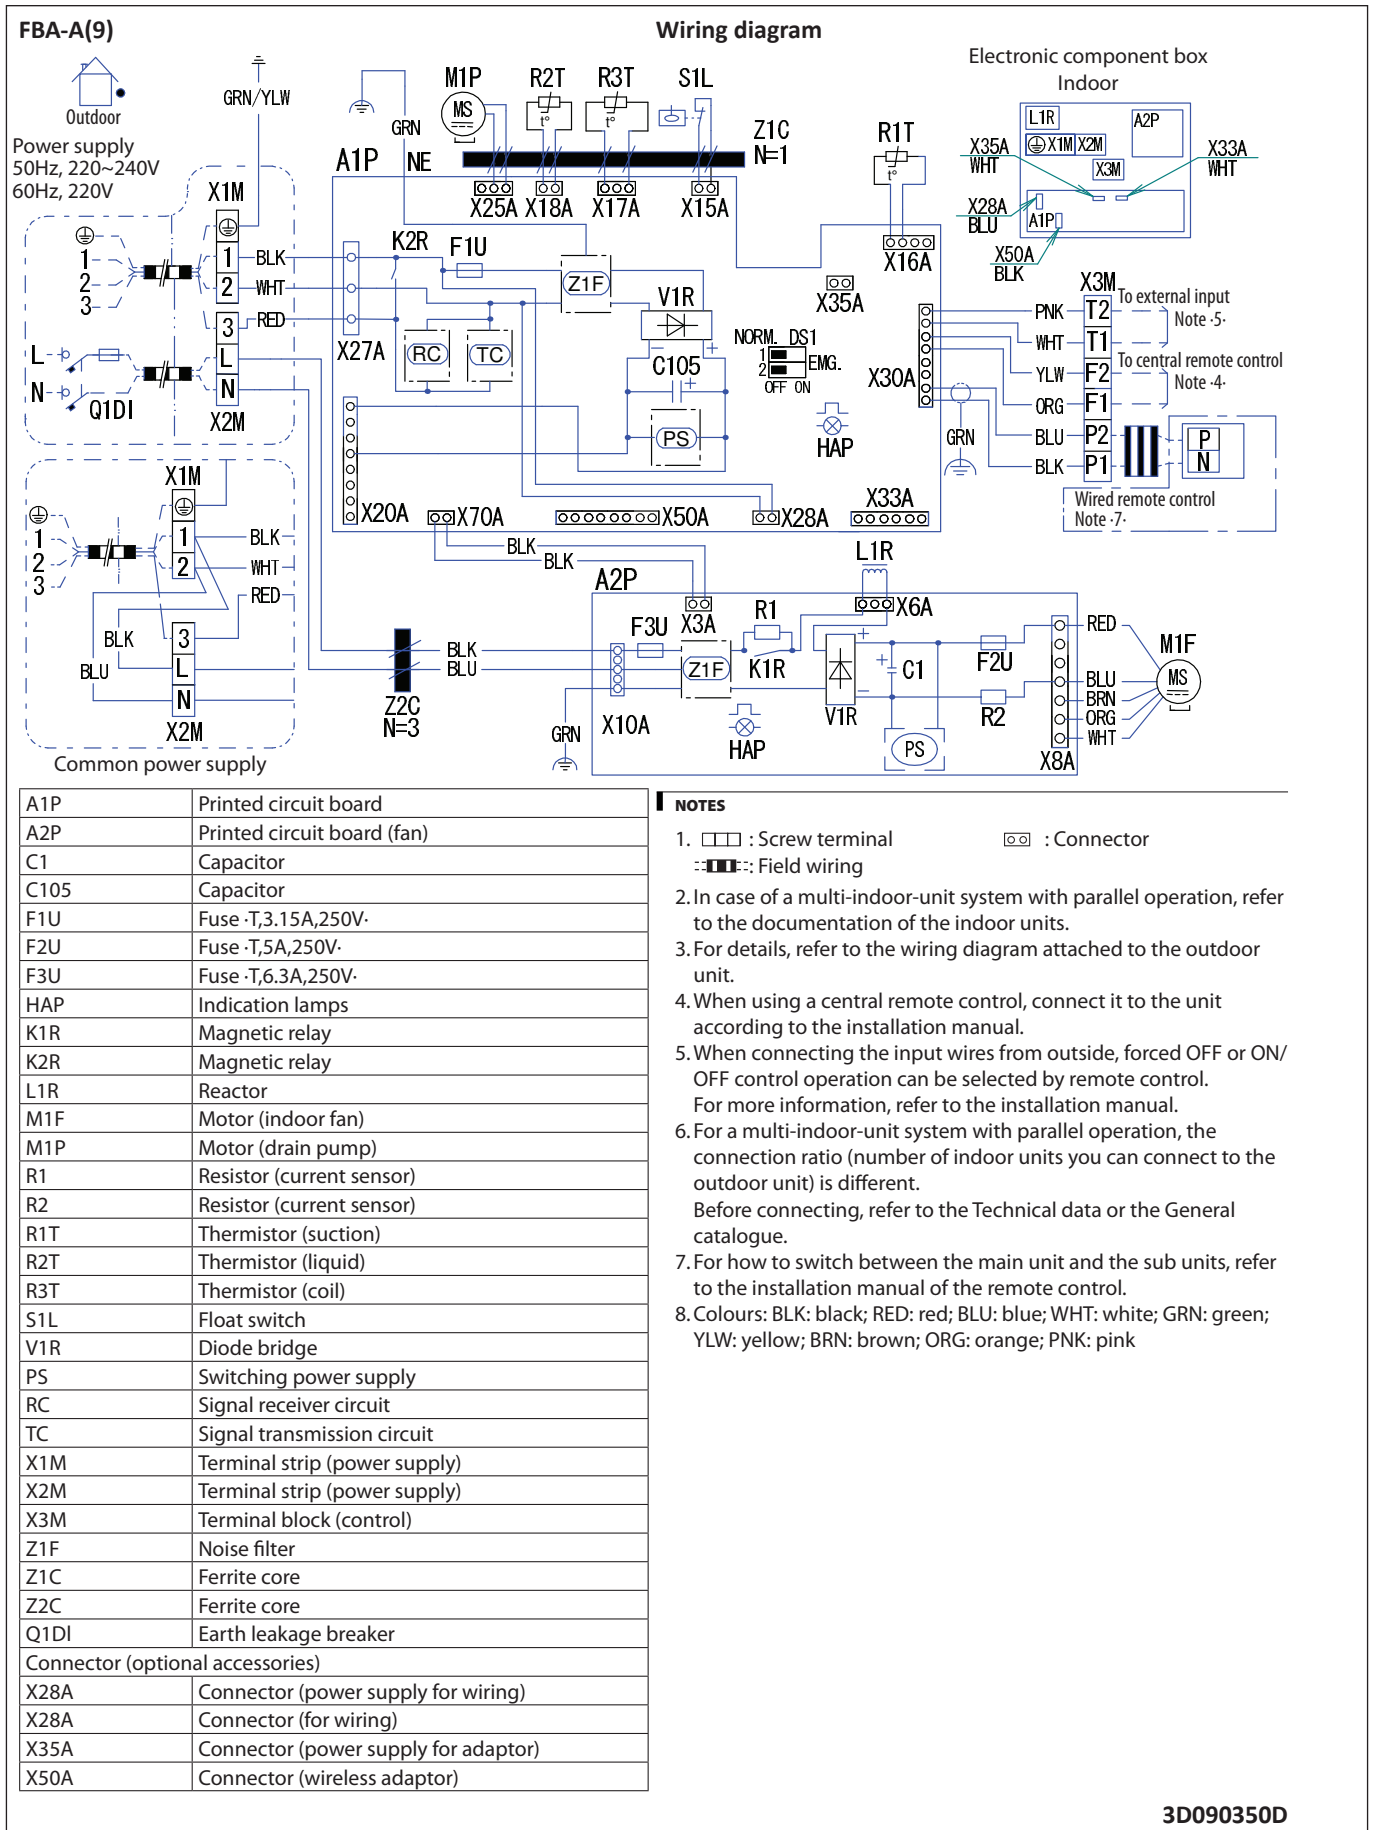 FBA-A(9)
Wiring diagram
Outdoor
Power supply
50Hz, 220~240V
60Hz, 220V
GRN/YLW
X1M
1
2
3
1
2
BLK
WHT
RED
3
L
N
L
N
Q1DI
X2M
X1M
1
2
3
1
2
BLK
WHT
RED
BLK
BLU
3
L
N
X2M
Common power supply
GRN
A1P
NE
M1P
MS
R2T
t°
R3T
t°
S1L
Z1C
N=1
X25A
X18A
X17A
X15A
R1T
t°
X16A
K2R
F1U
Z1F
X27A
RC
TC
V1R
C105
PS
X35A
NORM. DS1
1
2
EMG.
OFF ON
HAP
X30A
X20A
X70A
X50A
X28A
X33A
Electronic component box
Indoor
L1R
A2P
X1M
X2M
X3M
A1P
X35A
WHT
X33A
WHT
X28A
BLU
X50A
BLK
X3M
PNK
T2
To external input
Note ·5·
WHT
T1
YLW
F2
To central remote control
Note ·4·
ORG
F1
BLU
P2
BLK
P1
GRN
P
N
Wired remote control
Note ·7·
BLK
BLK
L1R
A2P
X3A
X6A
R1
F3U
Z1F
K1R
V1R
C1
F2U
R2
PS
HAP
X10A
BLK
BLU
Z2C
N=3
GRN
X8A
RED
BLU
BRN
ORG
WHT
M1F
MS
A1P Printed circuit board
A2P Printed circuit board (fan)
C1 Capacitor
C105 Capacitor
F1U Fuse ·T,3.15A,250V·
F2U Fuse ·T,5A,250V·
F3U Fuse ·T,6.3A,250V·
HAP Indication lamps
K1R Magnetic relay
K2R Magnetic relay
L1R Reactor
M1F Motor (indoor fan)
M1P Motor (drain pump)
R1 Resistor (current sensor)
R2 Resistor (current sensor)
R1T Thermistor (suction)
R2T Thermistor (liquid)
R3T Thermistor (coil)
S1L Float switch
V1R Diode bridge
PS Switching power supply
RC Signal receiver circuit
TC Signal transmission circuit
X1M Terminal strip (power supply)
X2M Terminal strip (power supply)
X3M Terminal block (control)
Z1F Noise filter
Z1C Ferrite core
Z2C Ferrite core
Q1DI Earth leakage breaker
Connector (optional accessories)
X28A Connector (power supply for wiring)
X28A Connector (for wiring)
X35A Connector (power supply for adaptor)
X50A Connector (wireless adaptor)
NOTES
1. : Screw terminal : Connector
: Field wiring
2. In case of a multi-indoor-unit system with parallel operation, refer
to the documentation of the indoor units.
3. For details, refer to the wiring diagram attached to the outdoor
unit.
4. When using a central remote control, connect it to the unit
according to the installation manual.
5. When connecting the input wires from outside, forced OFF or ON/
OFF control operation can be selected by remote control.
For more information, refer to the installation manual.
6. For a multi-indoor-unit system with parallel operation, the
connection ratio (number of indoor units you can connect to the
outdoor unit) is different.
Before connecting, refer to the Technical data or the General
catalogue.
7. For how to switch between the main unit and the sub units, refer
to the installation manual of the remote control.
8. Colours: BLK: black; RED: red; BLU: blue; WHT: white; GRN: green;
YLW: yellow; BRN: brown; ORG: orange; PNK: pink
3D090350D